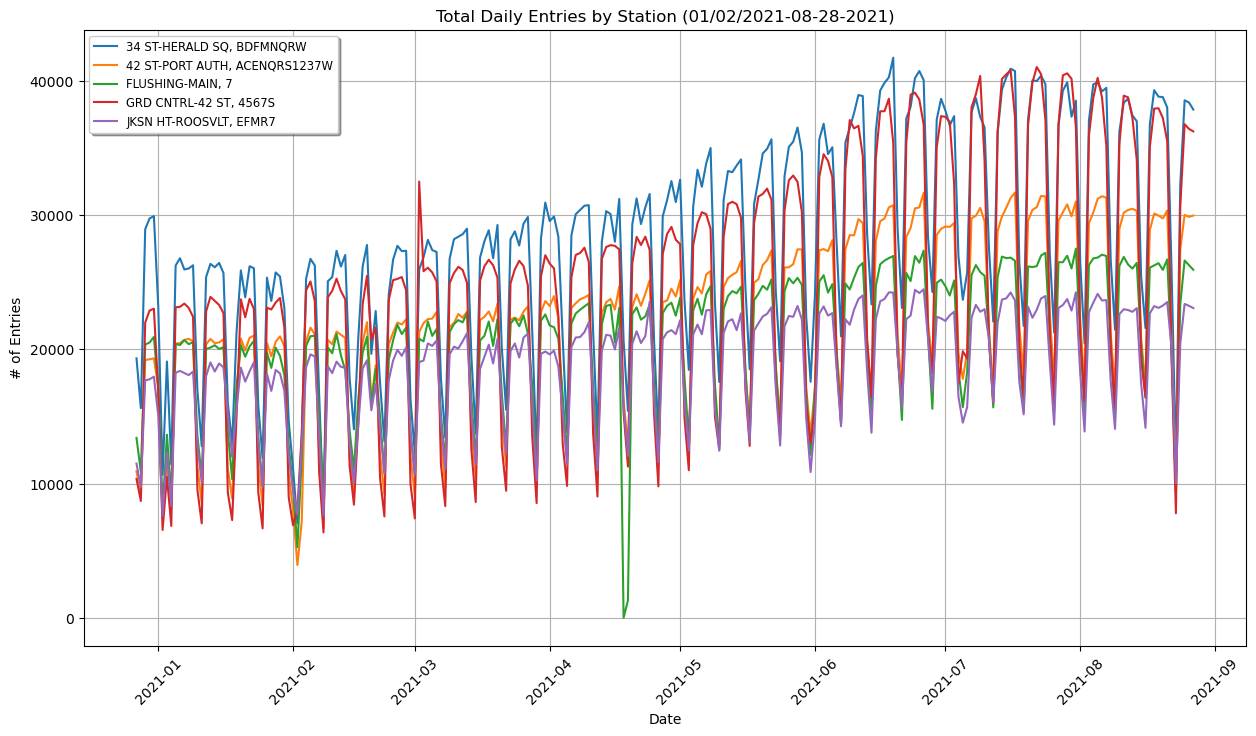 Total Daily Entries by Station (01/02/2021-08-28-2021)
34 ST-HERALD SQ, BDFMNQRW
42 ST-PORT AUTH, ACENQRS1237W
FLUSHING-MAIN, 7
GRD CNTRL-42 ST, 4567S
JKSN HT-ROOSVLT, EFMR7
# of Entries
40000
30000
20000
10000
0
2021-01
2021-02
2021-03
2021-04
2021-05
2021-06
2021-07
2021-08
2021-09
Date